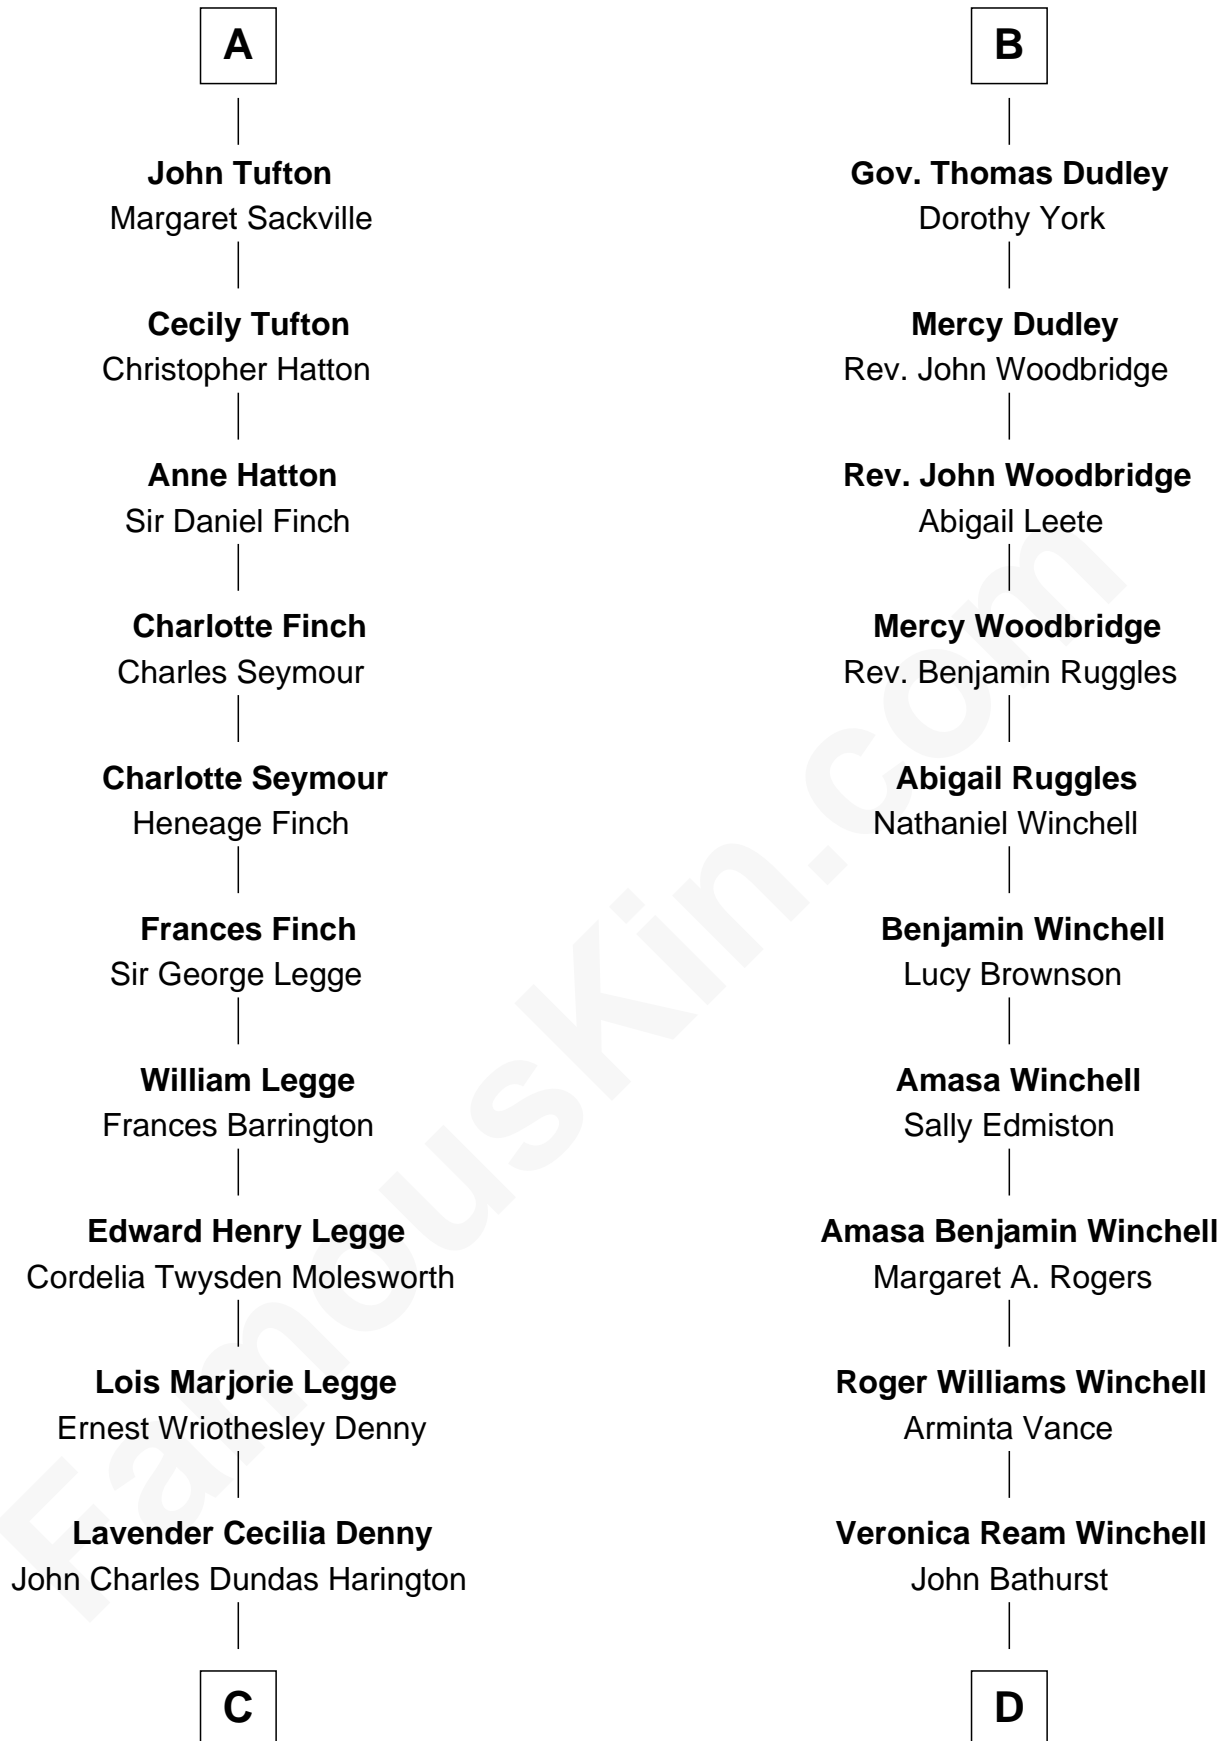 A
John Tufton
Margaret Sackville
Cecily Tufton
Christopher Hatton
Anne Hatton
Sir Daniel Finch
Charlotte Finch
Charles Seymour
Charlotte Seymour
Heneage Finch
Frances Finch
Sir George Legge
William Legge
Frances Barrington
Edward Henry Legge
Cordelia Twysden Molesworth
Lois Marjorie Legge
Ernest Wriothesley Denny
Lavender Cecilia Denny
John Charles Dundas Harington
C
B
Gov. Thomas Dudley
Dorothy York
Mercy Dudley
Rev. John Woodbridge
Rev. John Woodbridge
Abigail Leete
Mercy Woodbridge
Rev. Benjamin Ruggles
Abigail Ruggles
Nathaniel Winchell
Benjamin Winchell
Lucy Brownson
Amasa Winchell
Sally Edmiston
Amasa Benjamin Winchell
Margaret A. Rogers
Roger Williams Winchell
Arminta Vance
Veronica Ream Winchell
John Bathurst
D
FamousKin.com